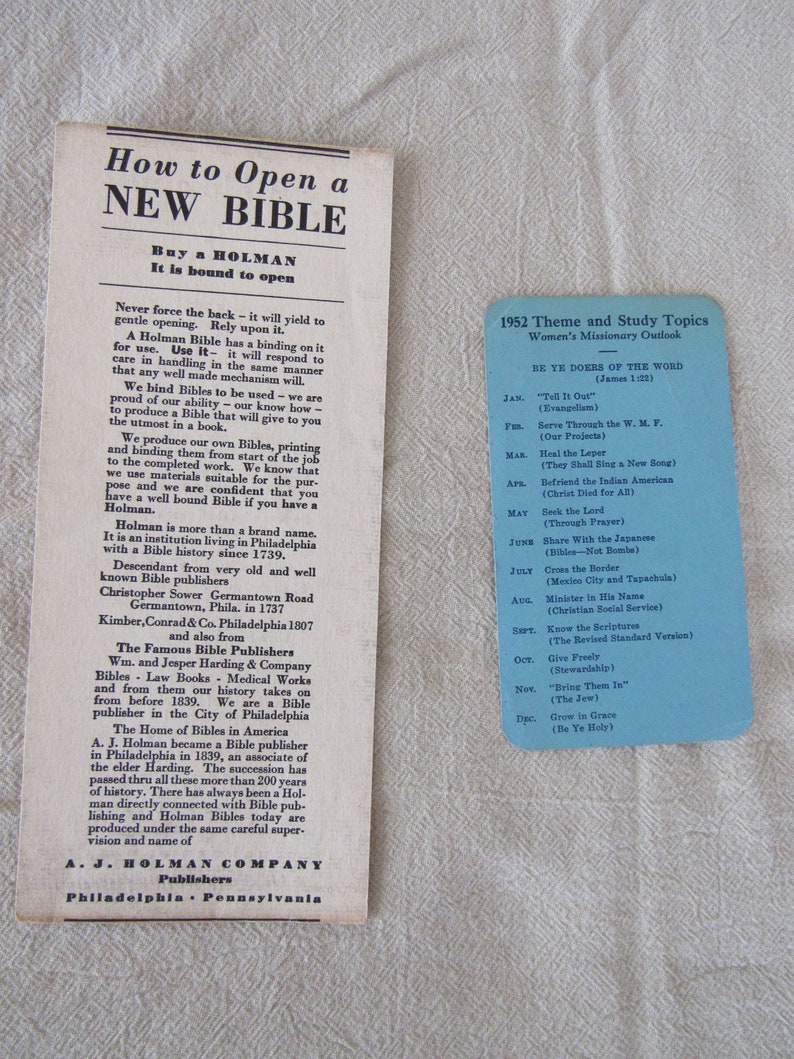 How to Open a
NEW BIBLE
Buy a HOLMAN
It is bound to open
Never force the back - it will yield to
gentle opening. Rely upon it.
A Holman Bible has a binding on it
for use. Use it - it will respond to
care in handling in the same manner
that any well made mechanism will.
We bind Bibles to be used - we are
proud of our ability - our know how -
to produce a Bible that will give to you
the utmost in a book.
We produce our own Bibles, printing
and binding them from start of the job
to the completed work. We know that
we use materials suitable for the pur-
pose and we are confident that you
have a well bound Bible if you have a
Holman.
Holman is more than a brand name.
It is an institution living in Philadelphia
with a Bible history since 1739.
Descendant from very old and well
known Bible publishers
Christopher Sower Germantown Road
Germantown, Phila. in 1737
Kimber, Conrad & Co. Philadelphia 1807
and also from
The Famous Bible Publishers
Wm. and Jesper Harding & Company
Bibles - Law Books - Medical Works
and from them our history takes on
from before 1839. We are a Bible
publisher in the City of Philadelphia
The Home of Bibles in America
A. J. Holman became a Bible publisher
in Philadelphia in 1839, an associate of
the elder Harding. The succession has
passed thru all these more than 200 years
of history. There has always been a Hol-
man directly connected with Bible pub-
lishing and Holman Bibles today are
produced under the same careful super-
vision and name of
A. J. HOLMAN COMPANY
Publishers
Philadelphia • Pennsylvania
1952 Theme and Study Topics
Women's Missionary Outlook
BE YE DOERS OF THE WORD
(James 1:22)
JAN. "Tell It Out"
(Evangelism)
FEB. Serve Through the W. M. F.
(Our Projects)
MAR. Heal the Leper
(They Shall Sing a New Song)
APR. Befriend the Indian American
(Christ Died for All)
MAY Seek the Lord
(Through Prayer)
JUNE Share With the Japanese
(Bibles—Not Bombs)
JULY Cross the Border
(Mexico City and Tapachula)
AUG. Minister in His Name
(Christian Social Service)
SEPT. Know the Scriptures
(The Revised Standard Version)
OCT. Give Freely
(Stewardship)
NOV. "Bring Them In"
(The Jew)
DEC. Grow in Grace
(Be Ye Holy)